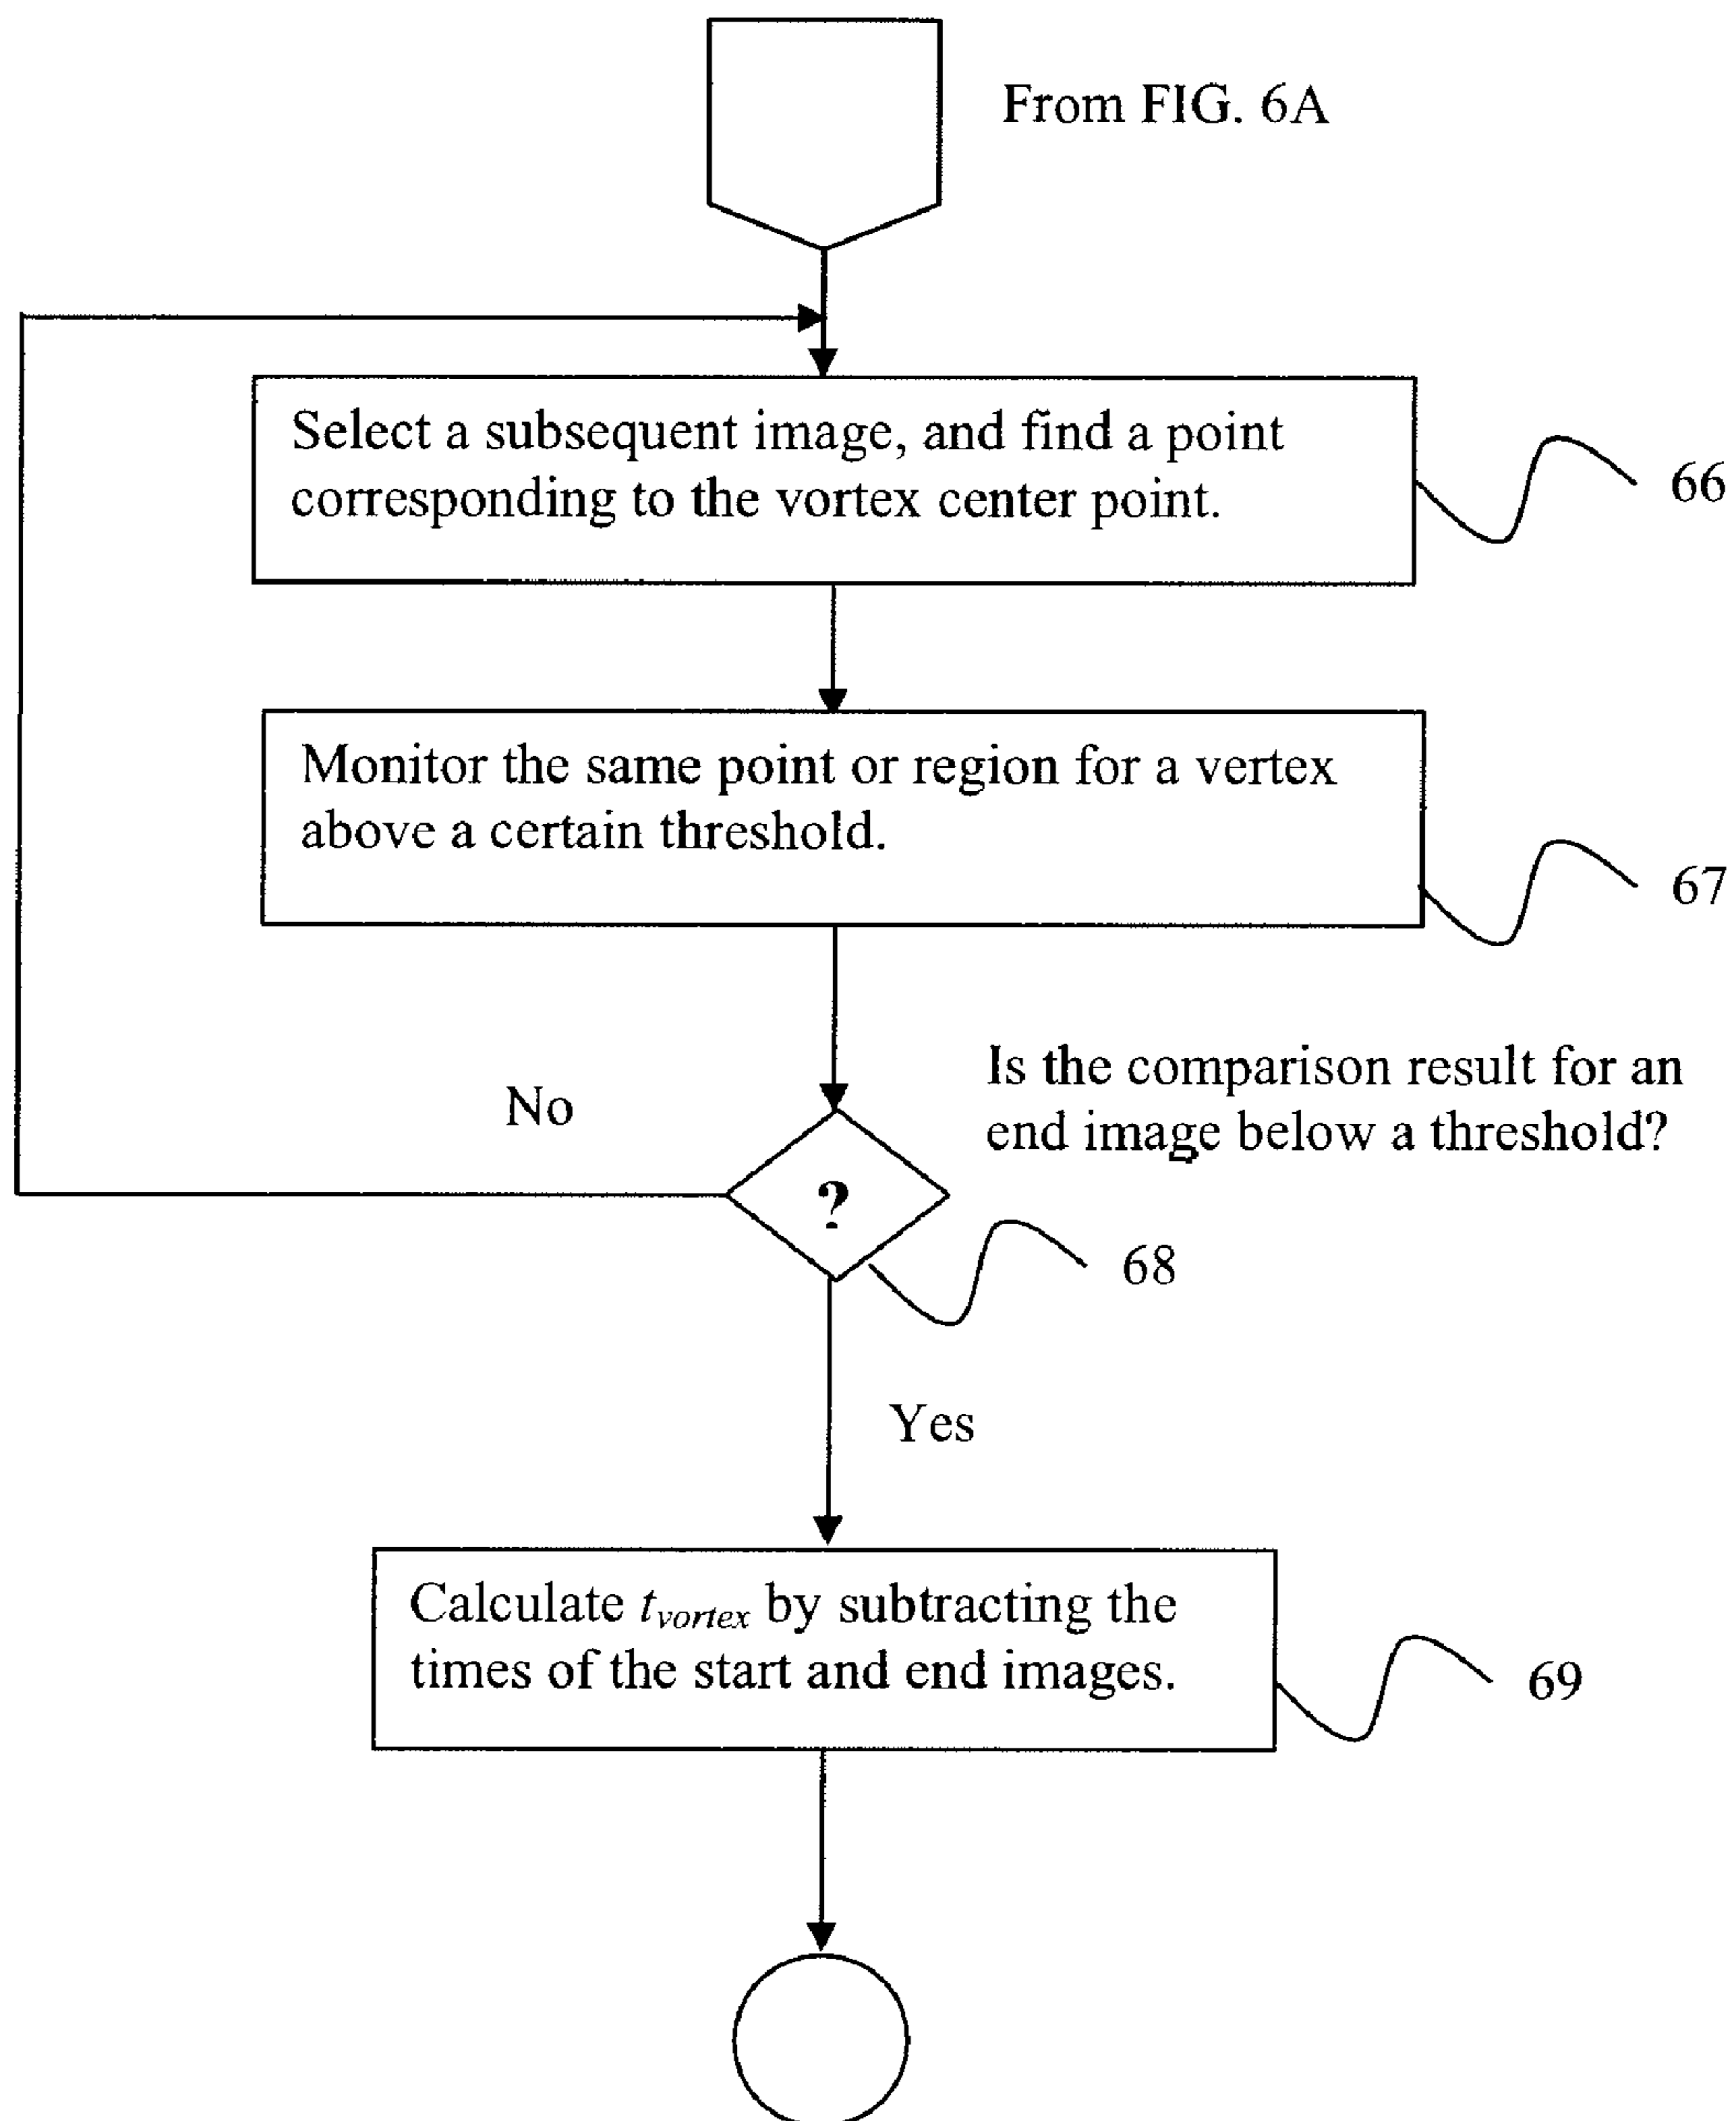 From FIG. 6A
Select a subsequent image, and find a point
corresponding to the vortex center point.
66
Monitor the same point or region for a vertex
above a certain threshold.
67
Is the comparison result for an
end image below a threshold?
No
?
68
Yes
Calculate t_vortex by subtracting the
times of the start and end images.
69